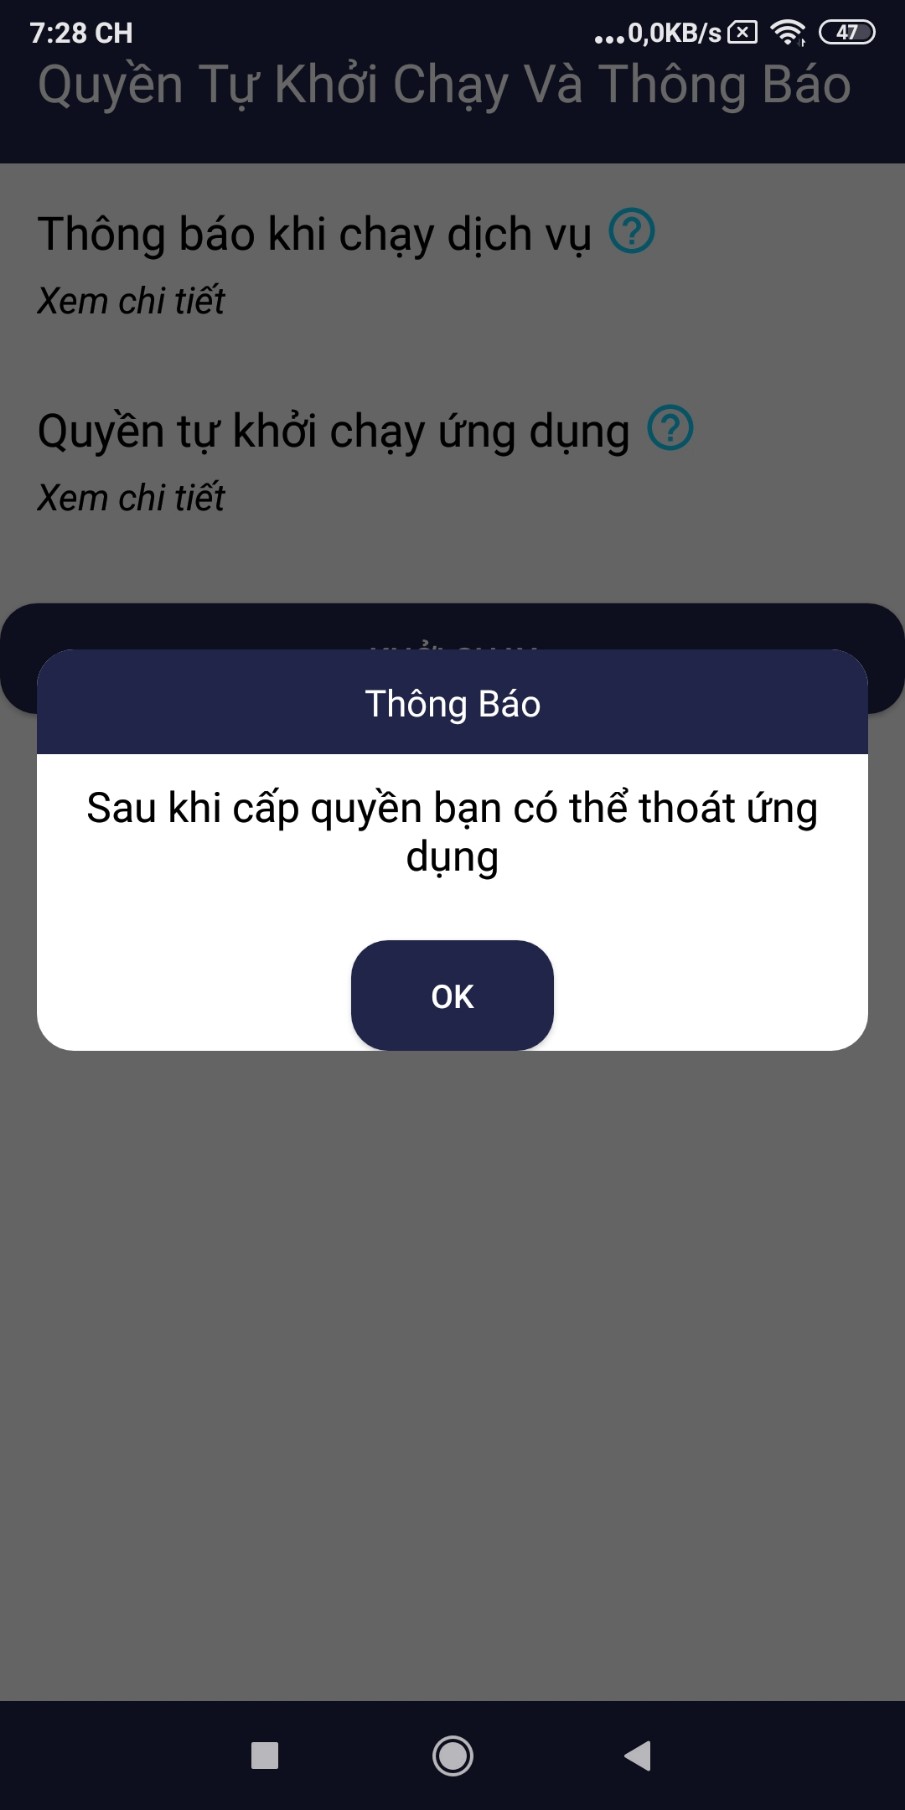 7:28 CH
...0,0KB/s
47
Quyền Tự Khởi Chạy Và Thông Báo
Thông báo khi chạy dịch vụ ?
Xem chi tiết
Quyền tự khởi chạy ứng dụng ?
Xem chi tiết
Thông Báo
Sau khi cấp quyền bạn có thể thoát ứng
dụng
OK